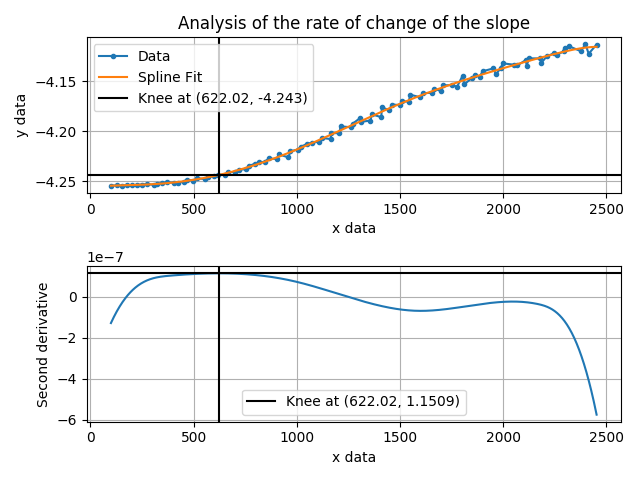 Analysis of the rate of change of the slope
Data
Spline Fit
Knee at (622.02, -4.243)
y data
−4.15
−4.20
−4.25
0 500 1000 1500 2000 2500
x data
1e−7
Second derivative
0
−2
−4
−6
Knee at (622.02, 1.1509)
0 500 1000 1500 2000 2500
x data